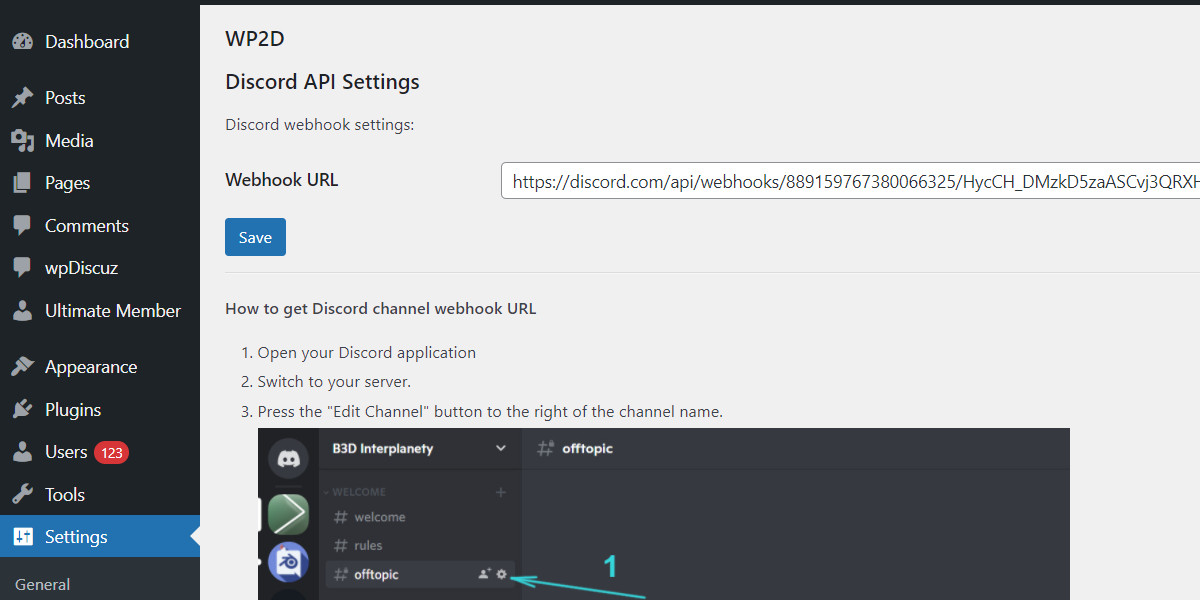 Dashboard
Posts
Media
Pages
Comments
wpDiscuz
Ultimate Member
Appearance
Plugins
Users 123
Tools
Settings
General
WP2D
Discord API Settings
Discord webhook settings:
Webhook URL
https://discord.com/api/webhooks/889159767380066325/HycCH_DMzkD5zaASCvj3QRXH
Save
How to get Discord channel webhook URL
1. Open your Discord application
2. Switch to your server.
3. Press the "Edit Channel" button to the right of the channel name.
B3D Interplanety
# offtopic
WELCOME
# welcome
# rules
# offtopic
1